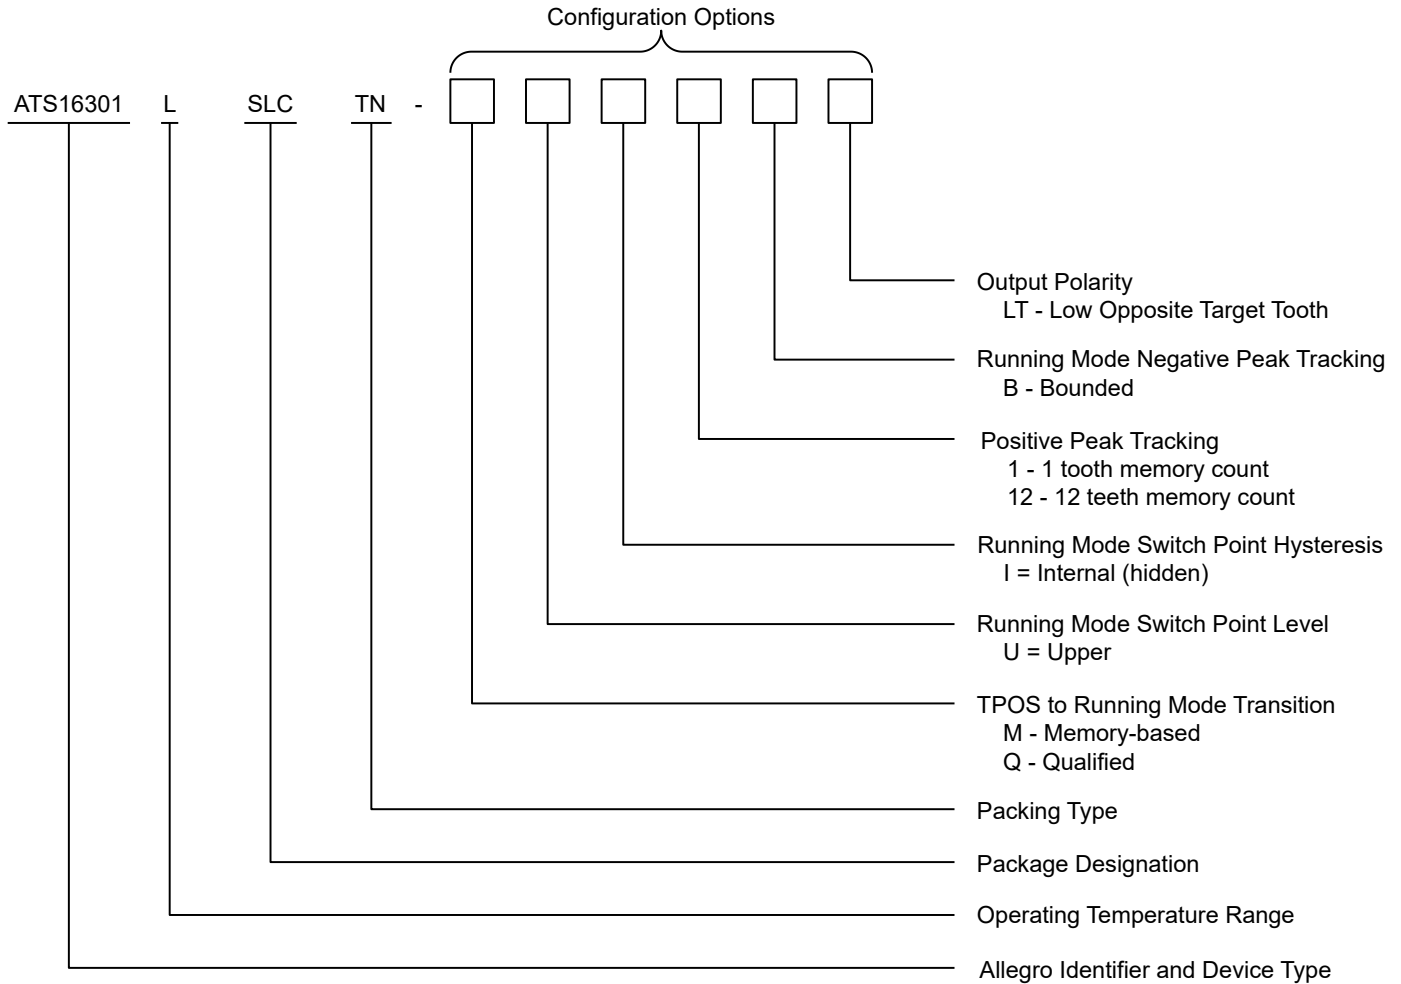 Configuration Options
ATS16301 L SLC TN -
Output Polarity
LT - Low Opposite Target Tooth
Running Mode Negative Peak Tracking
B - Bounded
Positive Peak Tracking
1 - 1 tooth memory count
12 - 12 teeth memory count
Running Mode Switch Point Hysteresis
I = Internal (hidden)
Running Mode Switch Point Level
U = Upper
TPOS to Running Mode Transition
M - Memory-based
Q - Qualified
Packing Type
Package Designation
Operating Temperature Range
Allegro Identifier and Device Type